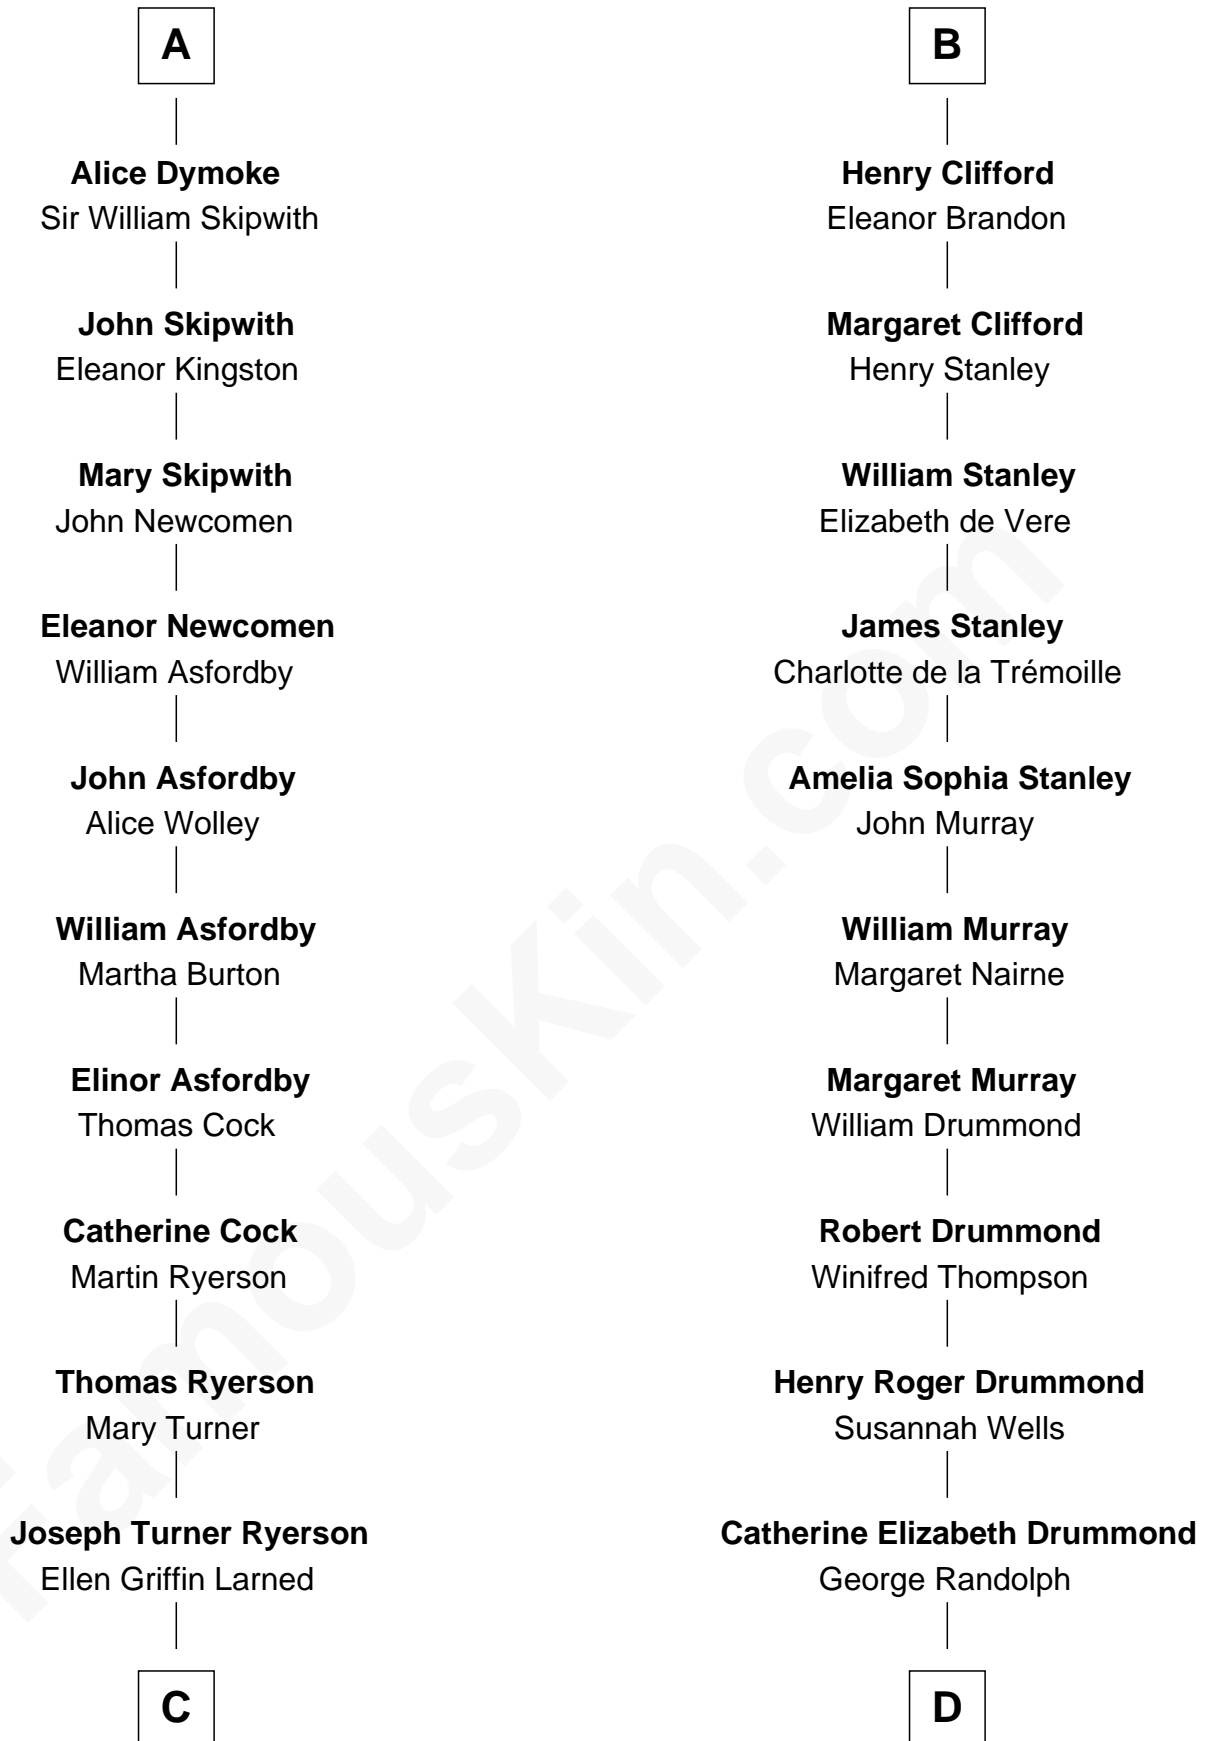 A
Alice Dymoke
Sir William Skipwith
John Skipwith
Eleanor Kingston
Mary Skipwith
John Newcomen
Eleanor Newcomen
William Asfordby
John Asfordby
Alice Wolley
William Asfordby
Martha Burton
Elinor Asfordby
Thomas Cock
Catherine Cock
Martin Ryerson
Thomas Ryerson
Mary Turner
Joseph Turner Ryerson
Ellen Griffin Larned
C
B
Henry Clifford
Eleanor Brandon
Margaret Clifford
Henry Stanley
William Stanley
Elizabeth de Vere
James Stanley
Charlotte de la Trémoille
Amelia Sophia Stanley
John Murray
William Murray
Margaret Nairne
Margaret Murray
William Drummond
Robert Drummond
Winifred Thompson
Henry Roger Drummond
Susannah Wells
Catherine Elizabeth Drummond
George Randolph
D
FamousKin.com